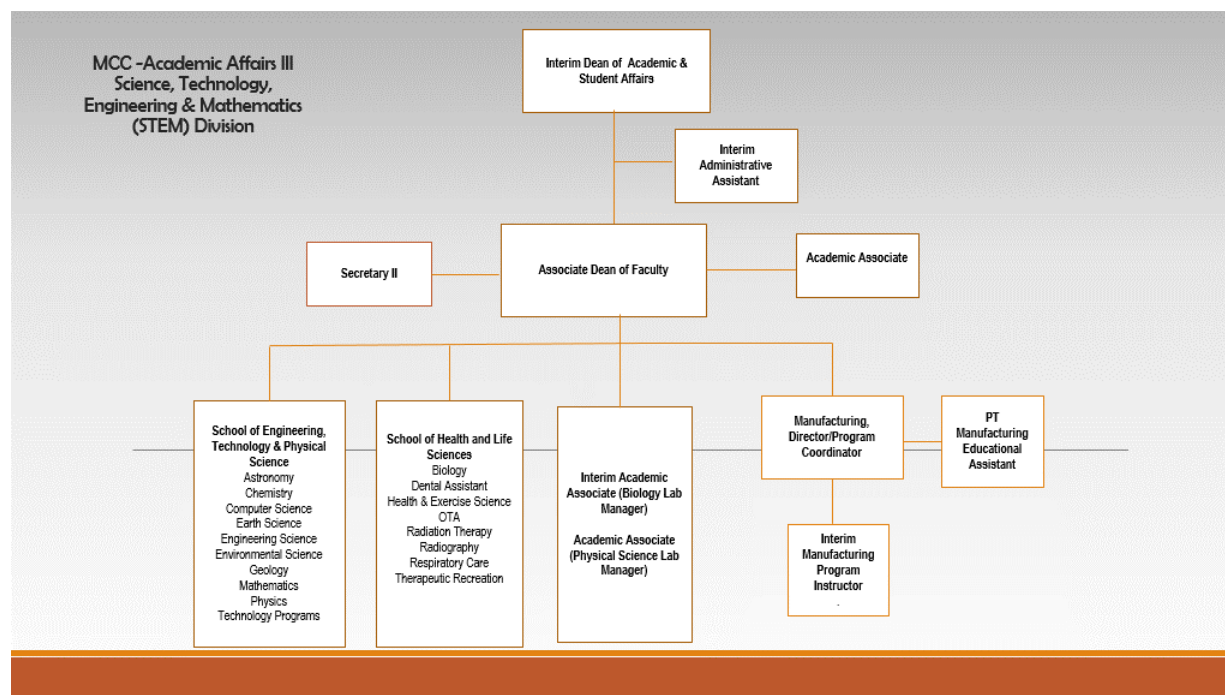 MCC -Academic Affairs III
Science, Technology,
Engineering & Mathematics
(STEM) Division
Interim Dean of Academic &
Student Affairs
Interim
Administrative
Assistant
Secretary II
Associate Dean of Faculty
Academic Associate
School of Engineering,
Technology & Physical
Science
Astronomy
Chemistry
Computer Science
Earth Science
Engineering Science
Environmental Science
Geology
Mathematics
Physics
Technology Programs
School of Health and Life
Sciences
Biology
Dental Assistant
Health & Exercise Science
OTA
Radiation Therapy
Radiography
Respiratory Care
Therapeutic Recreation
Interim Academic
Associate (Biology Lab
Manager)
Academic Associate
(Physical Science Lab
Manager)
Manufacturing,
Director/Program
Coordinator
PT
Manufacturing
Educational
Assistant
Interim
Manufacturing
Program
Instructor
.